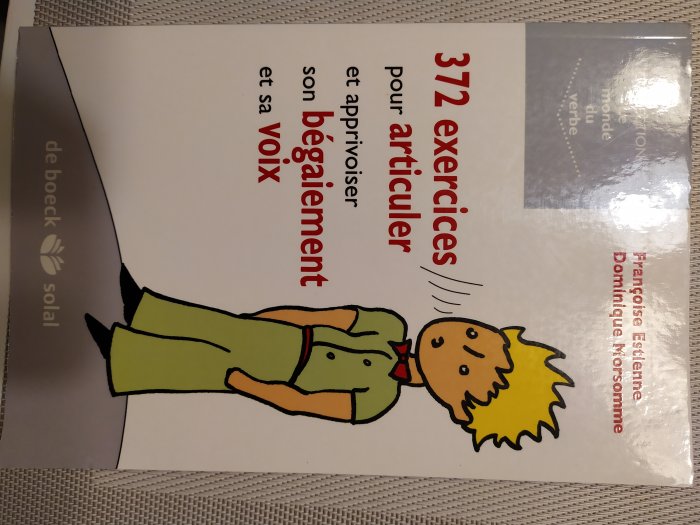 Françoise Estienne
Dominique Morsomme
monde
du
verbe
372 exercices
pour articuler
et apprivoiser
son bégaiement
et sa voix
de boeck solal